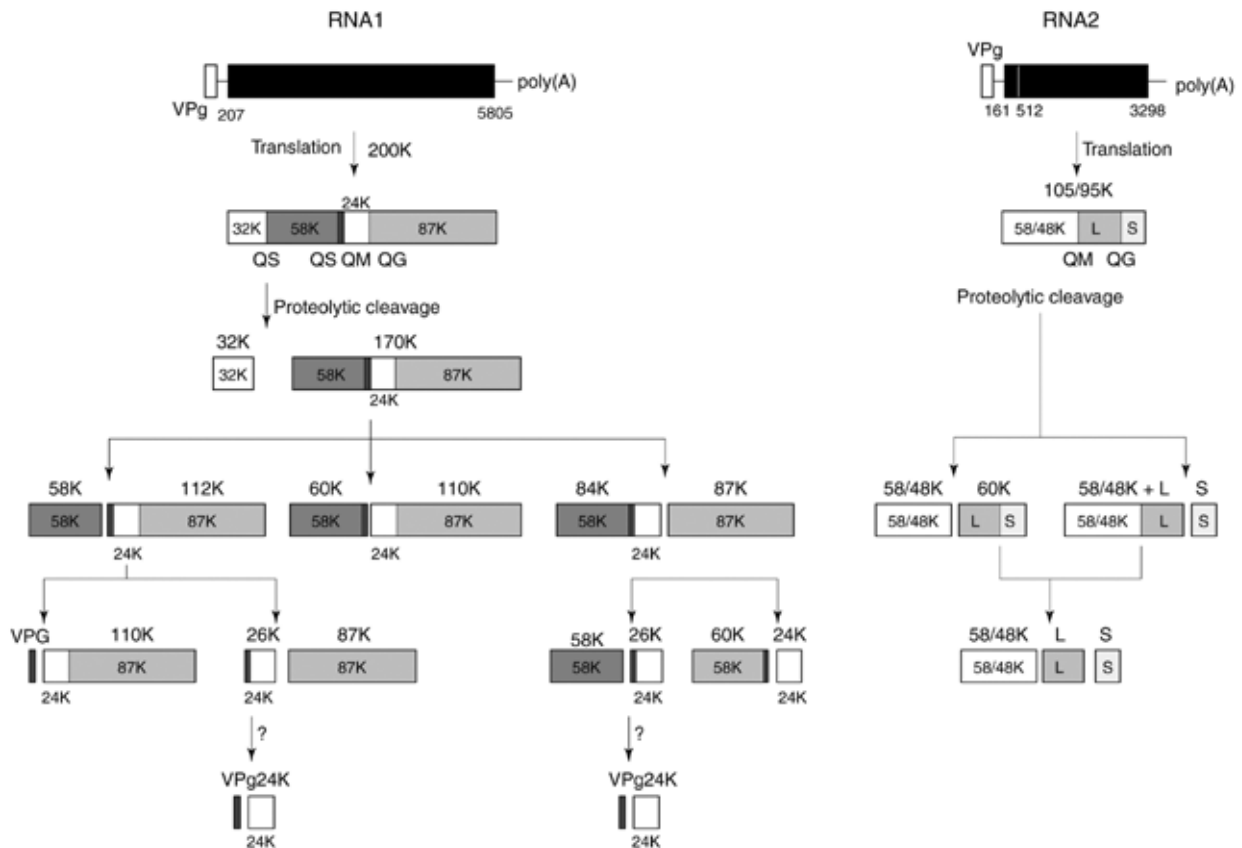 RNA1
RNA2
VPg
poly(A)
VPg 207
5805
poly(A)
161 512
3298
Translation
200K
Translation
24K
105/95K
32K 58K 87K
58/48K L S
QS QS QM QG
QM QG
Proteolytic cleavage
Proteolytic cleavage
32K 170K
32K 58K 87K
24K
58K 112K 60K 110K 84K 87K
58/48K 60K 58/48K + L S
58K 87K 58K 87K 58K 87K
58/48K L S 58/48K L S
24K 24K 24K
VPG 110K 26K 87K 58K 26K 60K 24K
58/48K L S
87K 87K 58K 58K
58/48K L S
24K 24K 24K 24K
? ?
VPg24K VPg24K
24K 24K